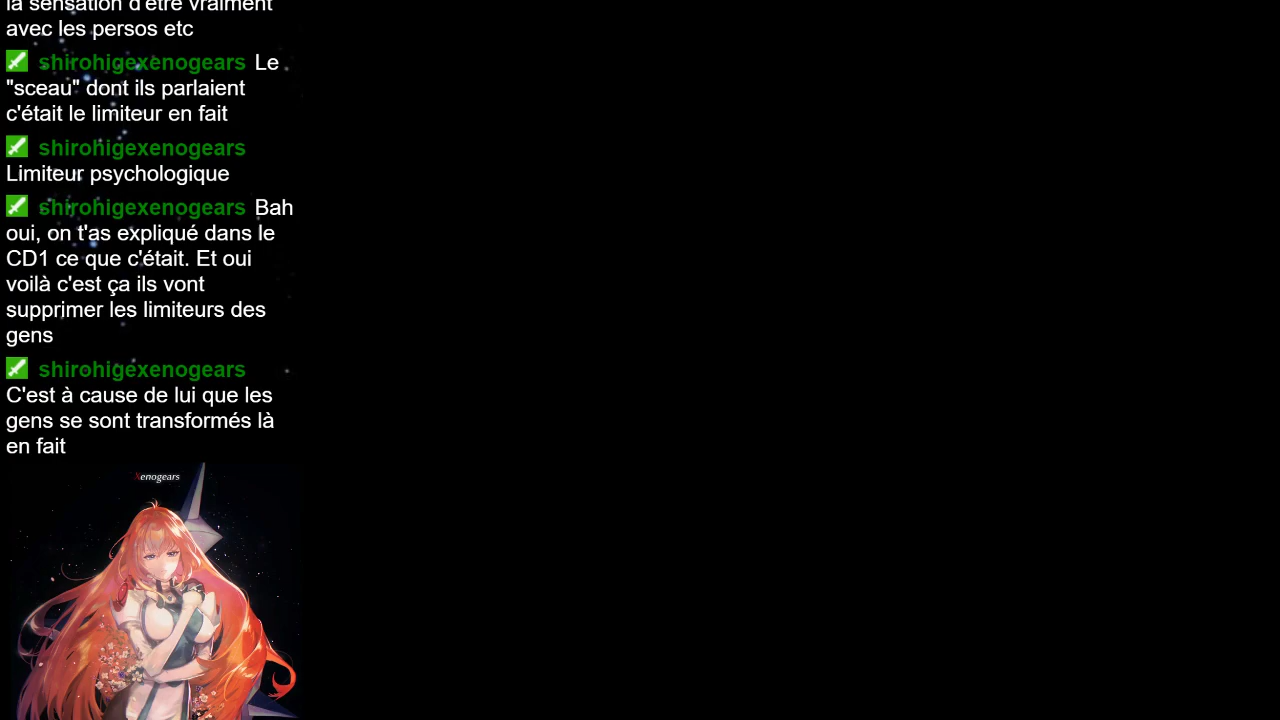 la sensation d'être vraiment
avec les persos etc
shirohigexenogears Le
"sceau" dont ils parlaient
c'était le limiteur en fait
shirohigexenogears
Limiteur psychologique
shirohigexenogears Bah
oui, on t'as expliqué dans le
CD1 ce que c'était. Et oui
voilà c'est ça ils vont
supprimer les limiteurs des
gens
shirohigexenogears
C'est à cause de lui que les
gens se sont transformés là
en fait
Xenogears